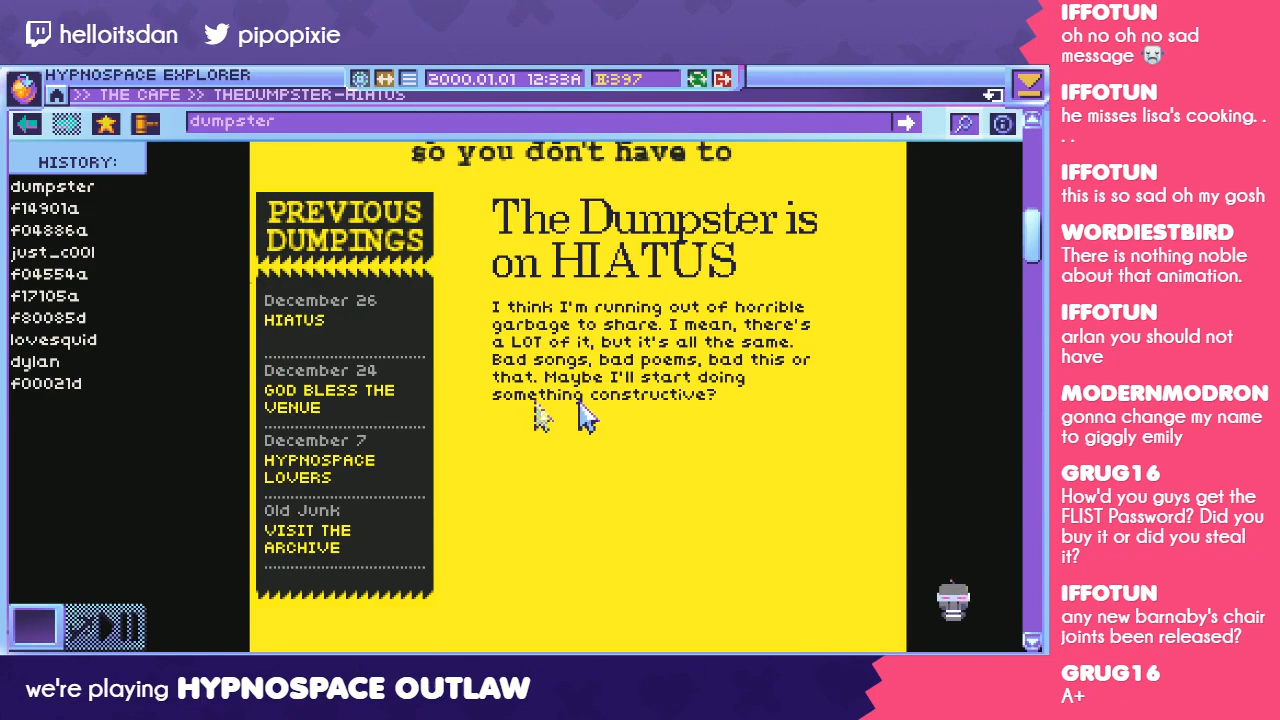 helloitsdan
pipopixie
HYPNOSPACE EXPLORER
2000.01.01 12:33A
397
>> THE CAFE >> THEDUMPSTER-HIATUS
dumpster
HISTORY:
dumpster
f14901a
f04886a
just_c00l
f04554a
f17105a
f80085d
lovesquid
dylan
f00021d
so you don't have to
PREVIOUS
DUMPINGS
December 26
HIATUS
December 24
GOD BLESS THE
VENUE
December 7
HYPNOSPACE
LOVERS
Old Junk
VISIT THE
ARCHIVE
The Dumpster is
on HIATUS
I think I'm running out of horrible
garbage to share. I mean, there's
a LOT of it, but it's all the same.
Bad songs, bad poems, bad this or
that. Maybe I'll start doing
something constructive?
we're playing HYPNOSPACE OUTLAW
IFFOTUN
oh no oh no sad
message
IFFOTUN
he misses lisa's cooking. .
. .
IFFOTUN
this is so sad oh my gosh
WORDIESTBIRD
There is nothing noble
about that animation.
IFFOTUN
arlan you should not
have
MODERNMODRON
gonna change my name
to giggly emily
GRUG16
How'd you guys get the
FLIST Password? Did you
buy it or did you steal
it?
IFFOTUN
any new barnaby's chair
joints been released?
GRUG16
A+